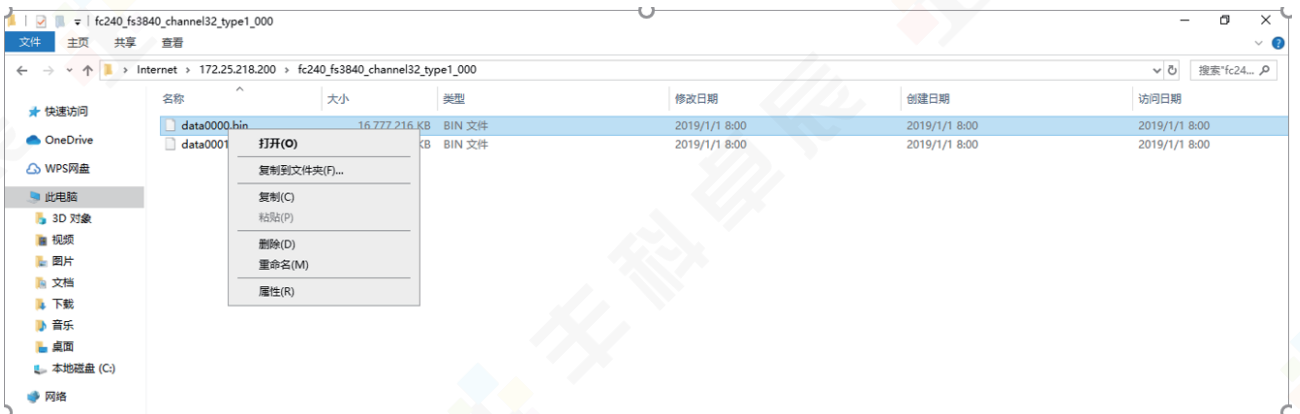 fc240_fs3840_channel32_type1_000
文件 主页 共享 查看
Internet 172.25.218.200 fc240_fs3840_channel32_type1_000 搜索"fc24...
名称 大小 类型 修改日期 创建日期 访问日期
快速访问
OneDrive
WPS网盘
此电脑
3D 对象
视频
图片
文档
下载
音乐
桌面
本地磁盘 (C:)
网络
data0000.bin 16,777,216 KB BIN 文件 2019/1/1 8:00 2019/1/1 8:00 2019/1/1 8:00
data0001 KB BIN 文件 2019/1/1 8:00 2019/1/1 8:00 2019/1/1 8:00
打开(O)
复制到文件夹(F)...
复制(C)
粘贴(P)
删除(D)
重命名(M)
属性(R)
丰科卓辰